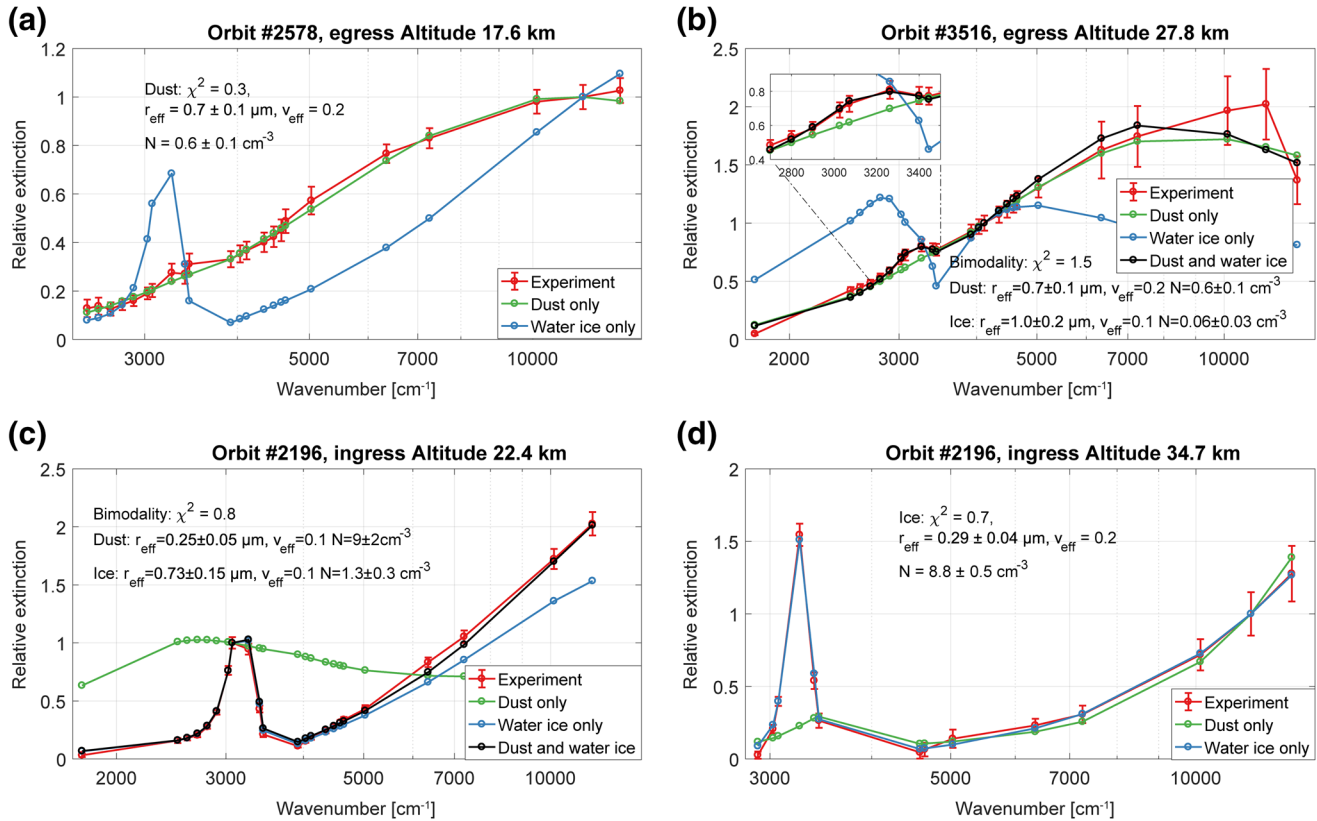 (a)
Orbit #2578, egress Altitude 17.6 km
Relative extinction
1.2
1.0
0.8
0.6
0.4
0.2
0
Dust: χ² = 0.3,
r_eff = 0.7 ± 0.1 µm, v_eff = 0.2
N = 0.6 ± 0.1 cm⁻³
Experiment
Dust only
Water ice only
3000 5000 7000 10000
Wavenumber [cm⁻¹]
(b)
Orbit #3516, egress Altitude 27.8 km
Relative extinction
2.5
2
1.5
1
0.5
0
0.8
0.6
0.4
2800 3000 3200 3400
Experiment
Dust only
Water ice only
Dust and water ice
Bimodality: χ² = 1.5
Dust: r_eff=0.7±0.1 µm, v_eff=0.2 N=0.6±0.1 cm⁻³
Ice: r_eff=1.0±0.2 µm, v_eff=0.1 N=0.06±0.03 cm⁻³
2000 3000 5000 7000 10000
Wavenumber [cm⁻¹]
(c)
Orbit #2196, ingress Altitude 22.4 km
Relative extinction
2.5
2
1.5
1
0.5
0
Bimodality: χ² = 0.8
Dust: r_eff=0.25±0.05 µm, v_eff=0.1 N=9±2cm⁻³
Ice: r_eff=0.73±0.15 µm, v_eff=0.1 N=1.3±0.3 cm⁻³
Experiment
Dust only
Water ice only
Dust and water ice
2000 3000 5000 7000 10000
Wavenumber [cm⁻¹]
(d)
Orbit #2196, ingress Altitude 34.7 km
Relative extinction
2
1.5
1
0.5
0
Ice: χ² = 0.7,
r_eff = 0.29 ± 0.04 µm, v_eff = 0.2
N = 8.8 ± 0.5 cm⁻³
Experiment
Dust only
Water ice only
3000 5000 7000 10000
Wavenumber [cm⁻¹]